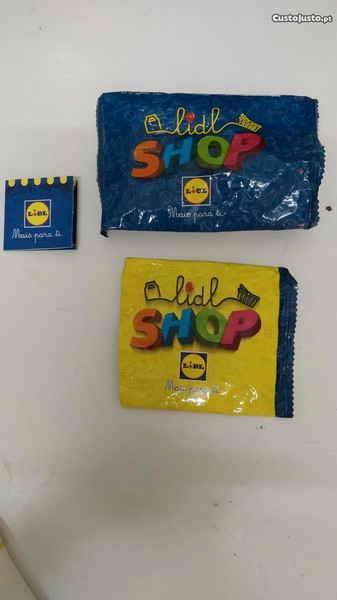 CustoJusto.pt
lidl
SHOP
LIDL
Mais para ti.
LIDL
Mais para ti.
lidl
SHOP
LIDL
Mais para ti.